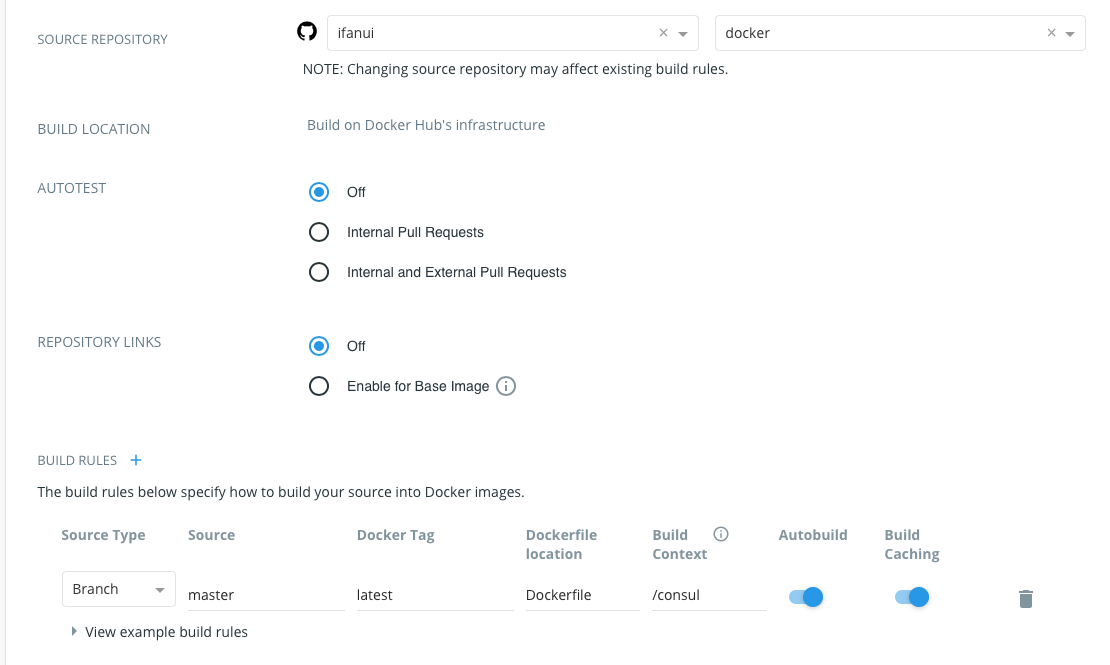 SOURCE REPOSITORY
ifanui
docker
NOTE: Changing source repository may affect existing build rules.
BUILD LOCATION
Build on Docker Hub's infrastructure
AUTOTEST
Off
Internal Pull Requests
Internal and External Pull Requests
REPOSITORY LINKS
Off
Enable for Base Image
BUILD RULES +
The build rules below specify how to build your source into Docker images.
Source Type
Source
Docker Tag
Dockerfile
location
Build
Context
Autobuild
Build
Caching
Branch
master
latest
Dockerfile
/consul
View example build rules